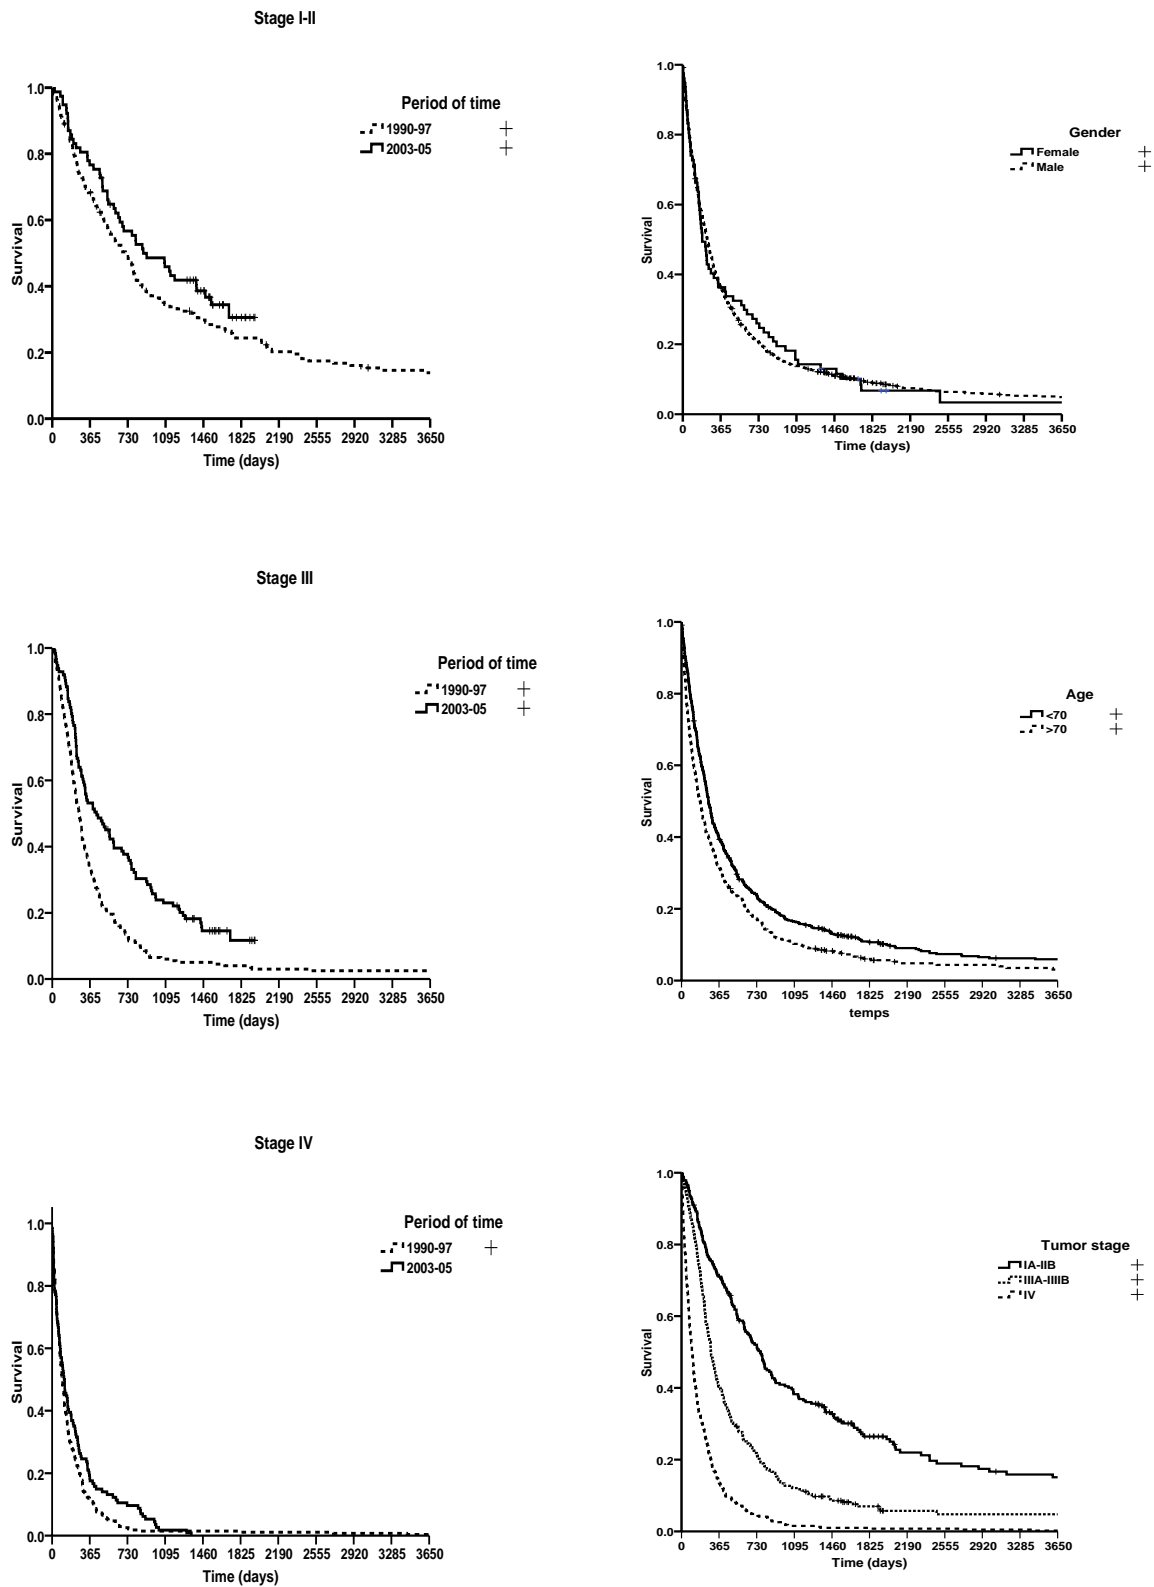 Stage I-II
Period of time
1990-97
2003-05
Survival
1.0
0.8
0.6
0.4
0.2
0.0
0 365 730 1095 1460 1825 2190 2555 2920 3285 3650
Time (days)
Gender
Female
Male
Survival
1.0
0.8
0.6
0.4
0.2
0.0
0 365 730 1095 1460 1825 2190 2555 2920 3285 3650
Time (days)
Stage III
Period of time
1990-97
2003-05
Survival
1.0
0.8
0.6
0.4
0.2
0.0
0 365 730 1095 1460 1825 2190 2555 2920 3285 3650
Time (days)
Age
<70
>70
Survival
1.0
0.8
0.6
0.4
0.2
0.0
0 365 730 1095 1460 1825 2190 2555 2920 3285 3650
temps
Stage IV
Period of time
1990-97
2003-05
Survival
1.0
0.8
0.6
0.4
0.2
0.0
0 365 730 1095 1460 1825 2190 2555 2920 3285 3650
Time (days)
Tumor stage
IA-IIB
IIIA-IIIIB
IV
Survival
1.0
0.8
0.6
0.4
0.2
0.0
0 365 730 1095 1460 1825 2190 2555 2920 3285 3650
Time (days)